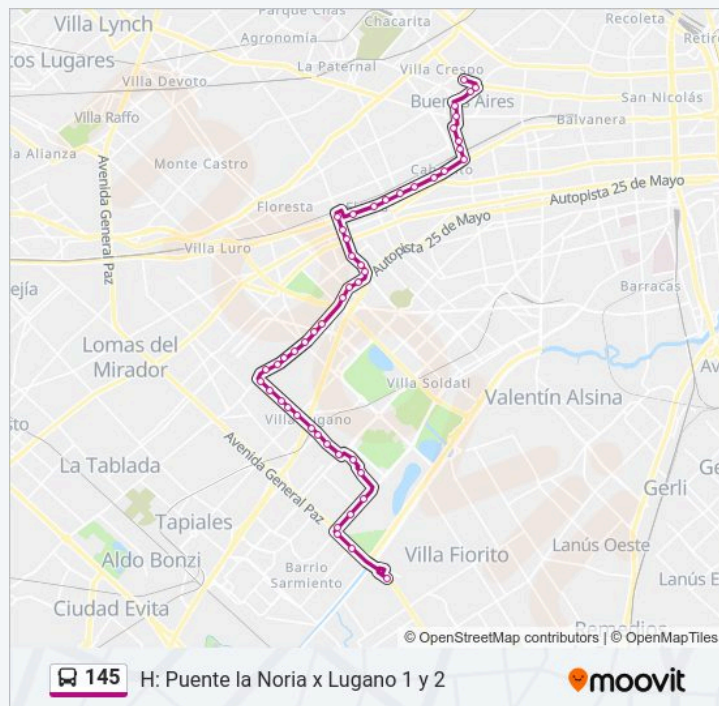 Parque Chas
Chacarita
Recoleta
Villa Lynch
Agronomía
Retiro
La Paternal
Villa Crespo
tos Lugares
Villa Devoto
Buenos Aires
San Nicolás
Villa Raffo
Balvanera
la Alianza
Monte Castro
Avenida General Paz
Floresta
Autopista 25 de Mayo
Villa Luro
Autopista 25 de Mayo
ejía
Barracas
Lomas del
Mirador
Av
Villa Soldati
Valentín Alsina
sto
Villa Lugano
La Tablada
Avenida General Paz
Ge
Gerli
Tapiales
Aldo Bonzi
Villa Fiorito
Lanús Oeste
Barrio
Sarmiento
Lanús E
Ciudad Evita
Remedios
© OpenStreetMap contributors | © OpenMapTiles
145 H: Puente la Noria x Lugano 1 y 2
moovit